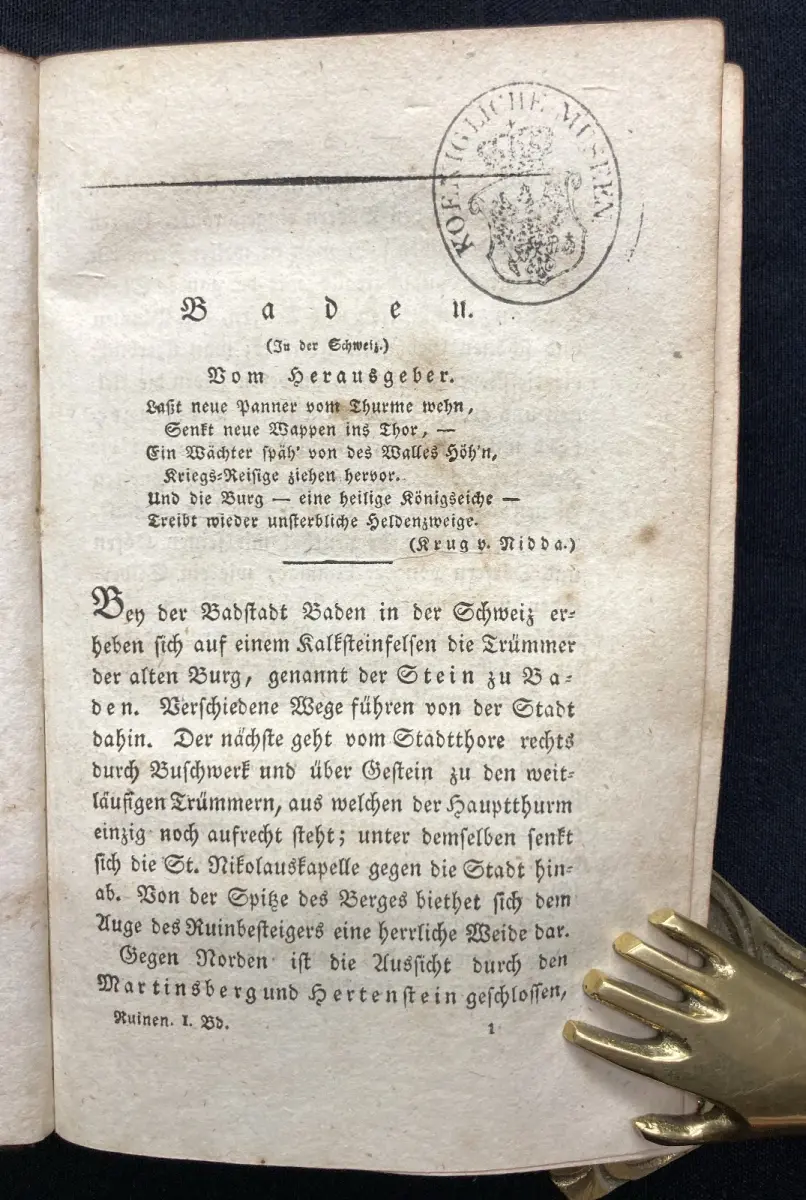 KOENIGLICHE MUSEEN
Baden.
(In der Schweiz.)
Vom Herausgeber.
Laßt neue Panner vom Thurme wehn,
Senkt neue Wappen ins Thor, —
Ein Wächter späh' von des Walles Höh'n,
Kriegs-Reisige ziehen hervor.
Und die Burg — eine heilige Königseiche —
Treibt wieder unsterbliche Heldenzweige.
(Krug v. Nidda.)
Bey der Badstadt Baden in der Schweiz er-
heben sich auf einem Kalksteinfelsen die Trümmer
der alten Burg, genannt der Stein zu Ba-
den. Verschiedene Wege führen von der Stadt
dahin. Der nächste geht vom Stadtthore rechts
durch Buschwerk und über Gestein zu den weit-
läufigen Trümmern, aus welchen der Hauptthurm
einzig noch aufrecht steht; unter demselben senkt
sich die St. Nikolauskapelle gegen die Stadt hin-
ab. Von der Spitze des Berges biethet sich dem
Auge des Ruinbesteigers eine herrliche Weide dar.
Gegen Norden ist die Aussicht durch den
Martinsberg und Hertenstein geschlossen,
Ruinen. I. Bd. 1